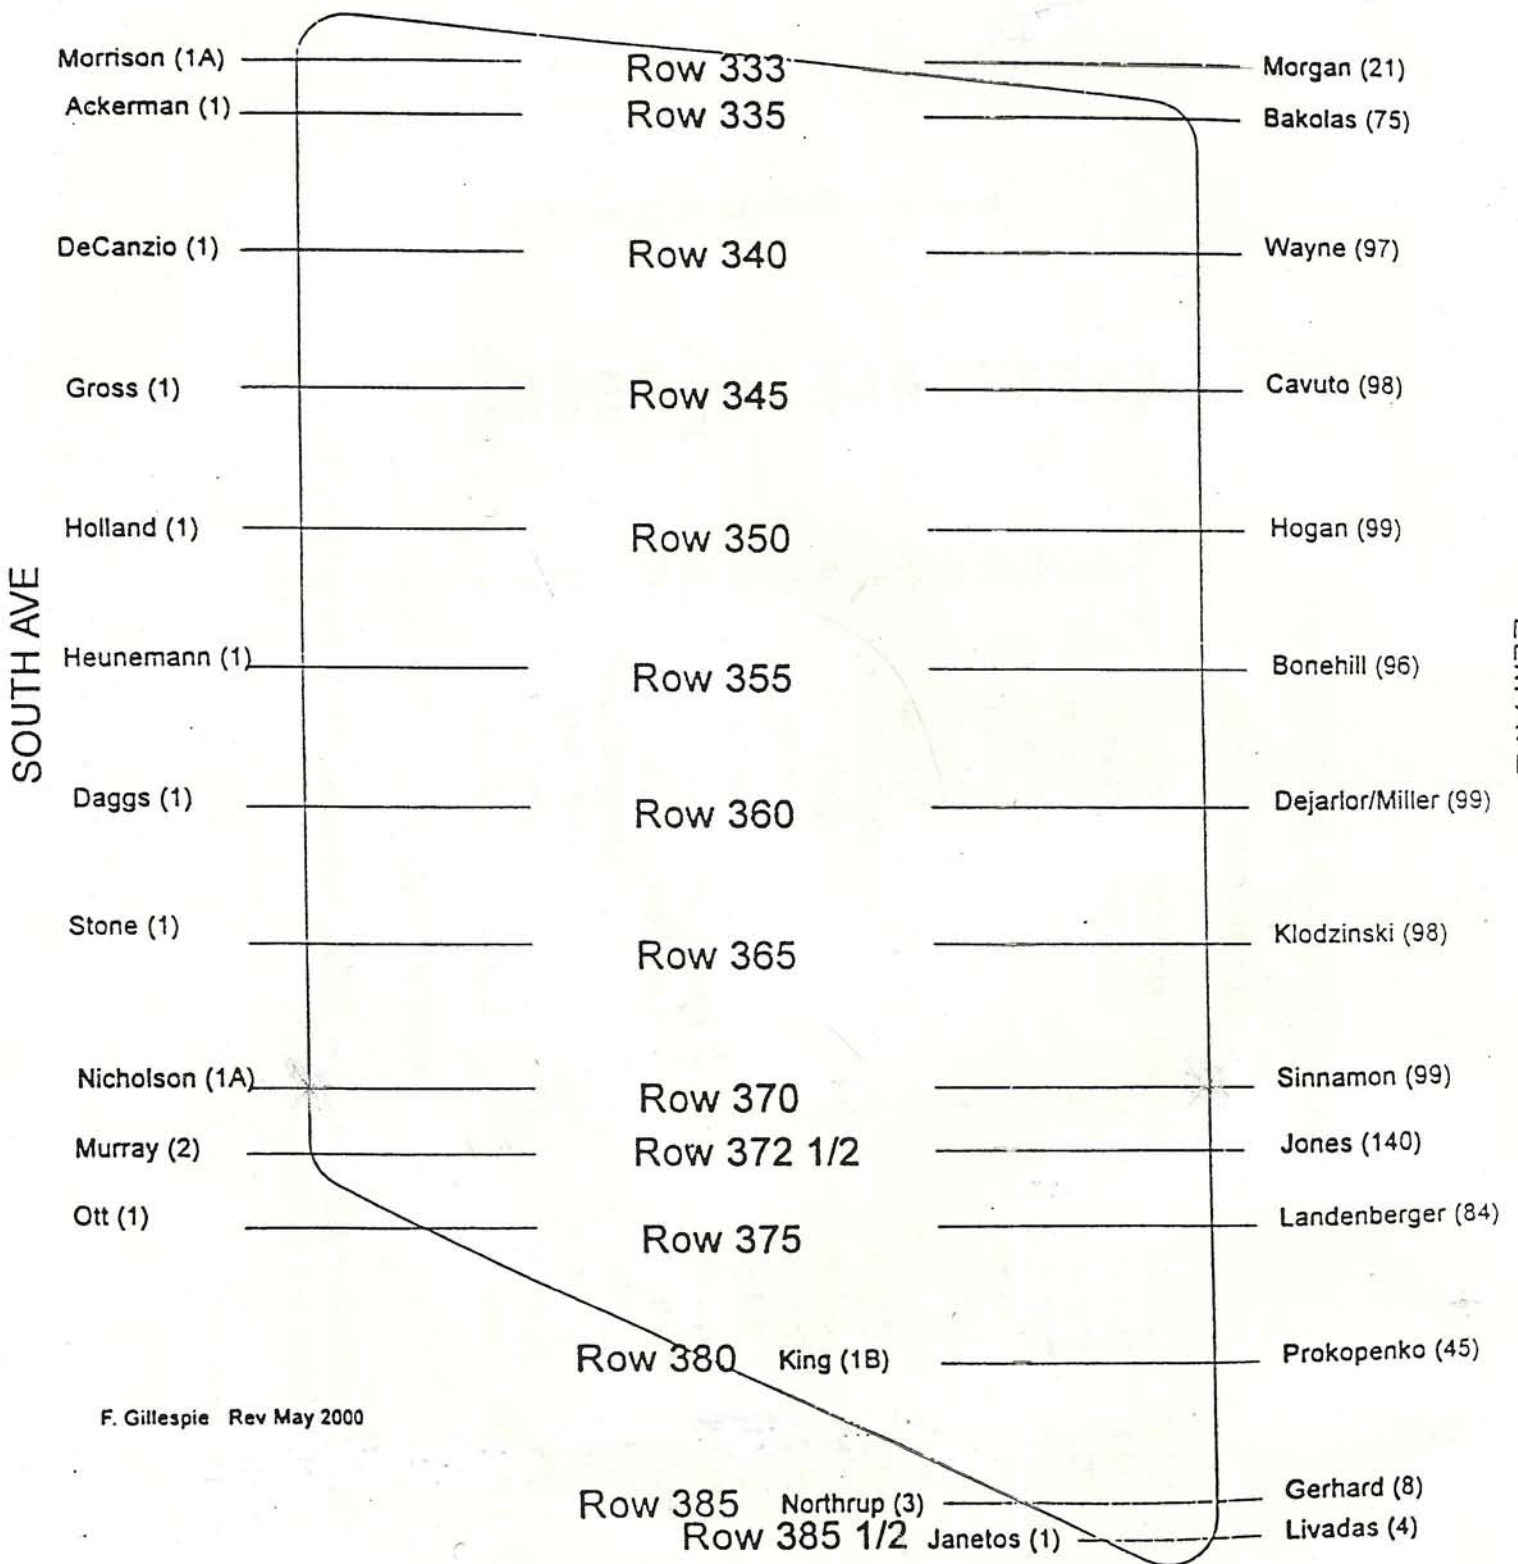 Morrison (1A) Row 333 Morgan (21)
Ackerman (1) Row 335 Bakolas (75)
DeCanzio (1) Row 340 Wayne (97)
Gross (1) Row 345 Cavuto (98)
Holland (1) Row 350 Hogan (99)
SOUTH AVE
Heunemann (1) Row 355 Bonehill (96)
Daggs (1) Row 360 Dejarlor/Miller (99)
Stone (1) Row 365 Klodzinski (98)
Nicholson (1A) Row 370 Sinnamon (99)
Murray (2) Row 372 1/2 Jones (140)
Ott (1) Row 375 Landenberger (84)
Row 380 King (1B) Prokopenko (45)
F. Gillespie Rev May 2000
Row 385 Northrup (3) Gerhard (8)
Row 385 1/2 Janetos (1) Livadas (4)